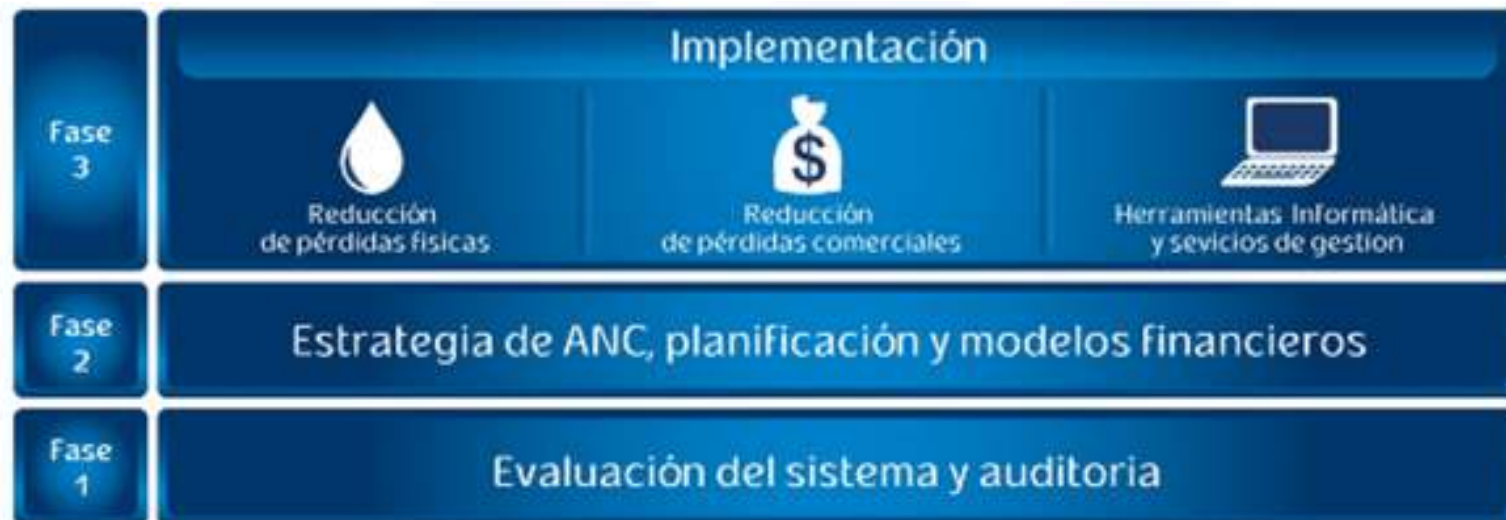 Fase
3
Implementación
$
Reducción
de pérdidas físicas
Reducción
de pérdidas comerciales
Herramientas Informática
y sevicios de gestion
Fase
2
Estrategia de ANC, planificación y modelos financieros
Fase
1
Evaluación del sistema y auditoria